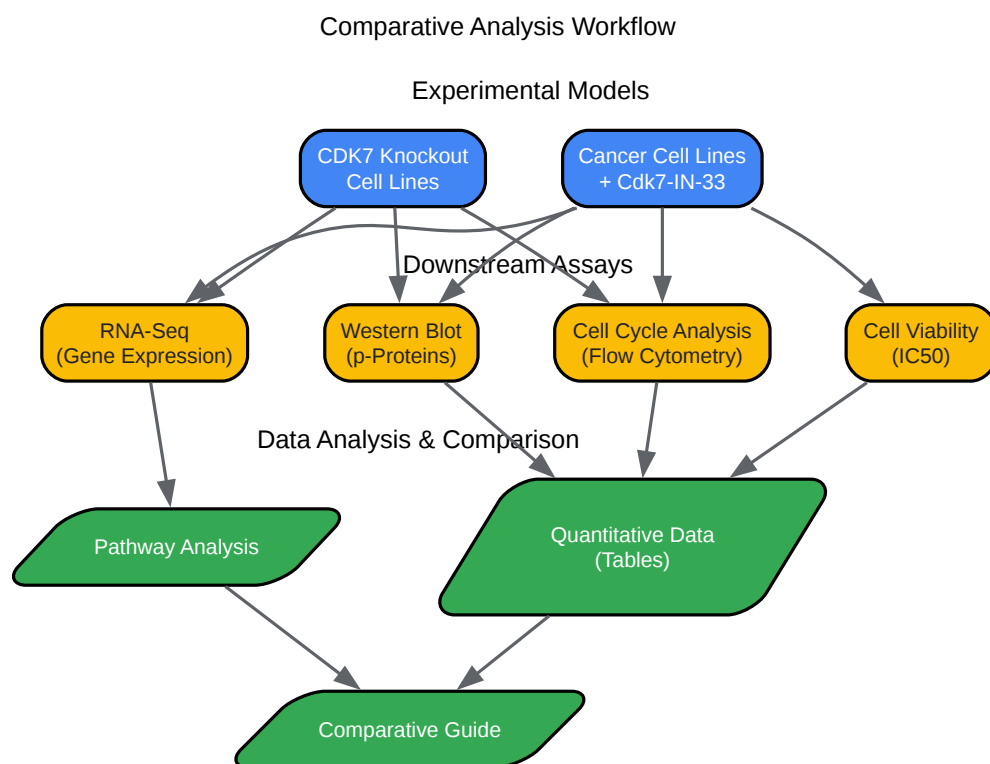 Comparative Analysis Workflow
Experimental Models
CDK7 Knockout
Cell Lines
Cancer Cell Lines
+ Cdk7-IN-33
Downstream Assays
RNA-Seq
(Gene Expression)
Western Blot
(p-Proteins)
Cell Cycle Analysis
(Flow Cytometry)
Cell Viability
(IC50)
Data Analysis & Comparison
Pathway Analysis
Quantitative Data
(Tables)
Comparative Guide